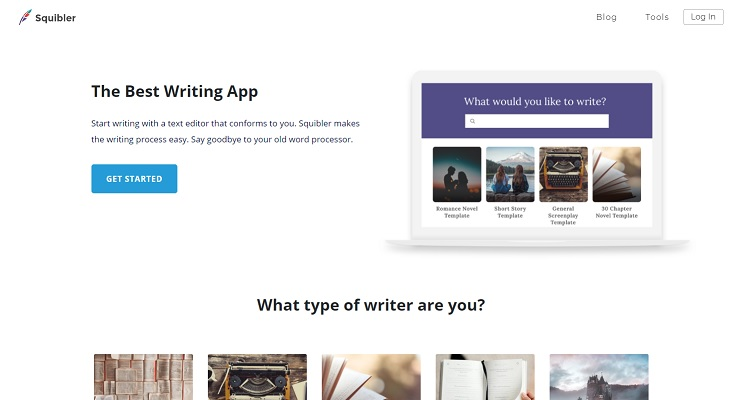 Squibler
Blog
Tools
Log In
The Best Writing App
Start writing with a text editor that conforms to you. Squibler makes
the writing process easy. Say goodbye to your old word processor.
GET STARTED
What would you like to write?
Romance Novel
Template
Short Story
Template
General
Screenplay
Template
30 Chapter
Novel Template
What type of writer are you?